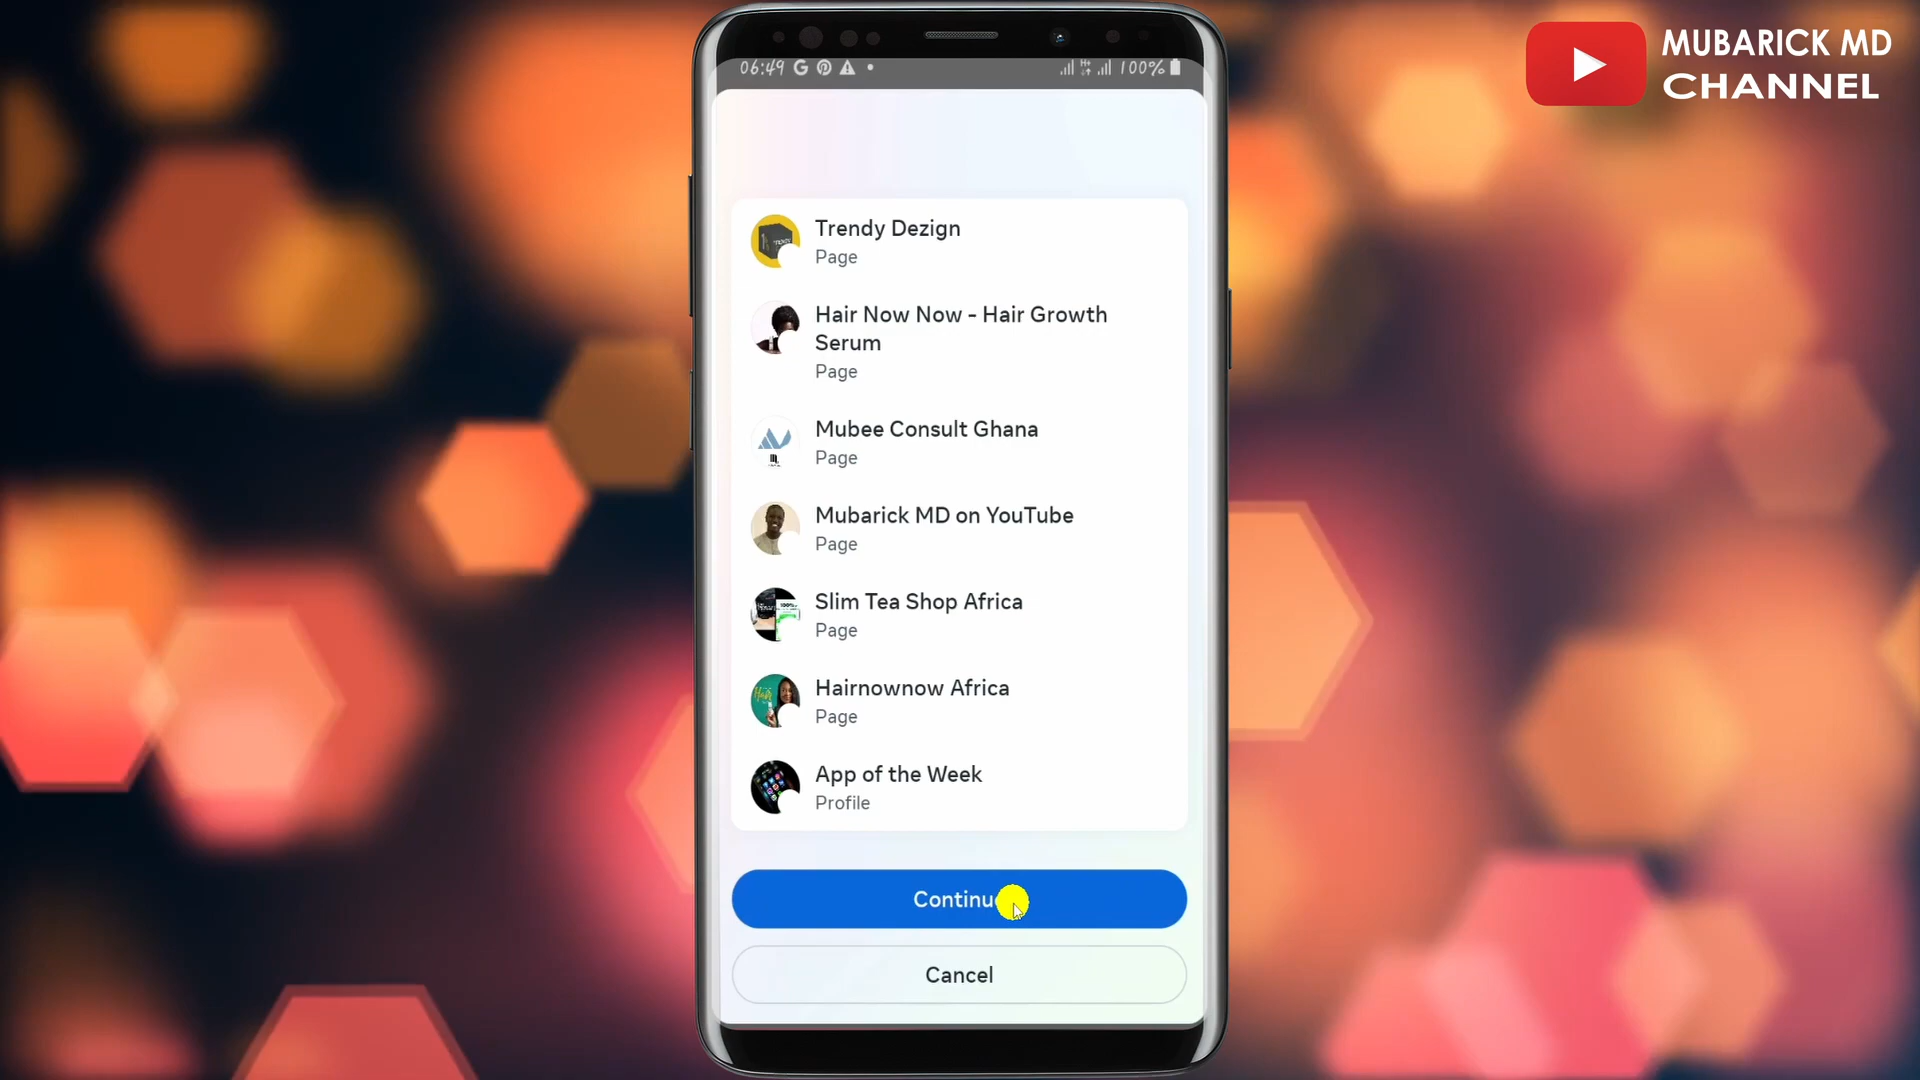 MUBARICK MD
CHANNEL
06:49
100%
Trendy Dezign
Page
Hair Now Now - Hair Growth
Serum
Page
Mubee Consult Ghana
Page
Mubarick MD on YouTube
Page
Slim Tea Shop Africa
Page
Hairnownow Africa
Page
App of the Week
Profile
Continu
Cancel